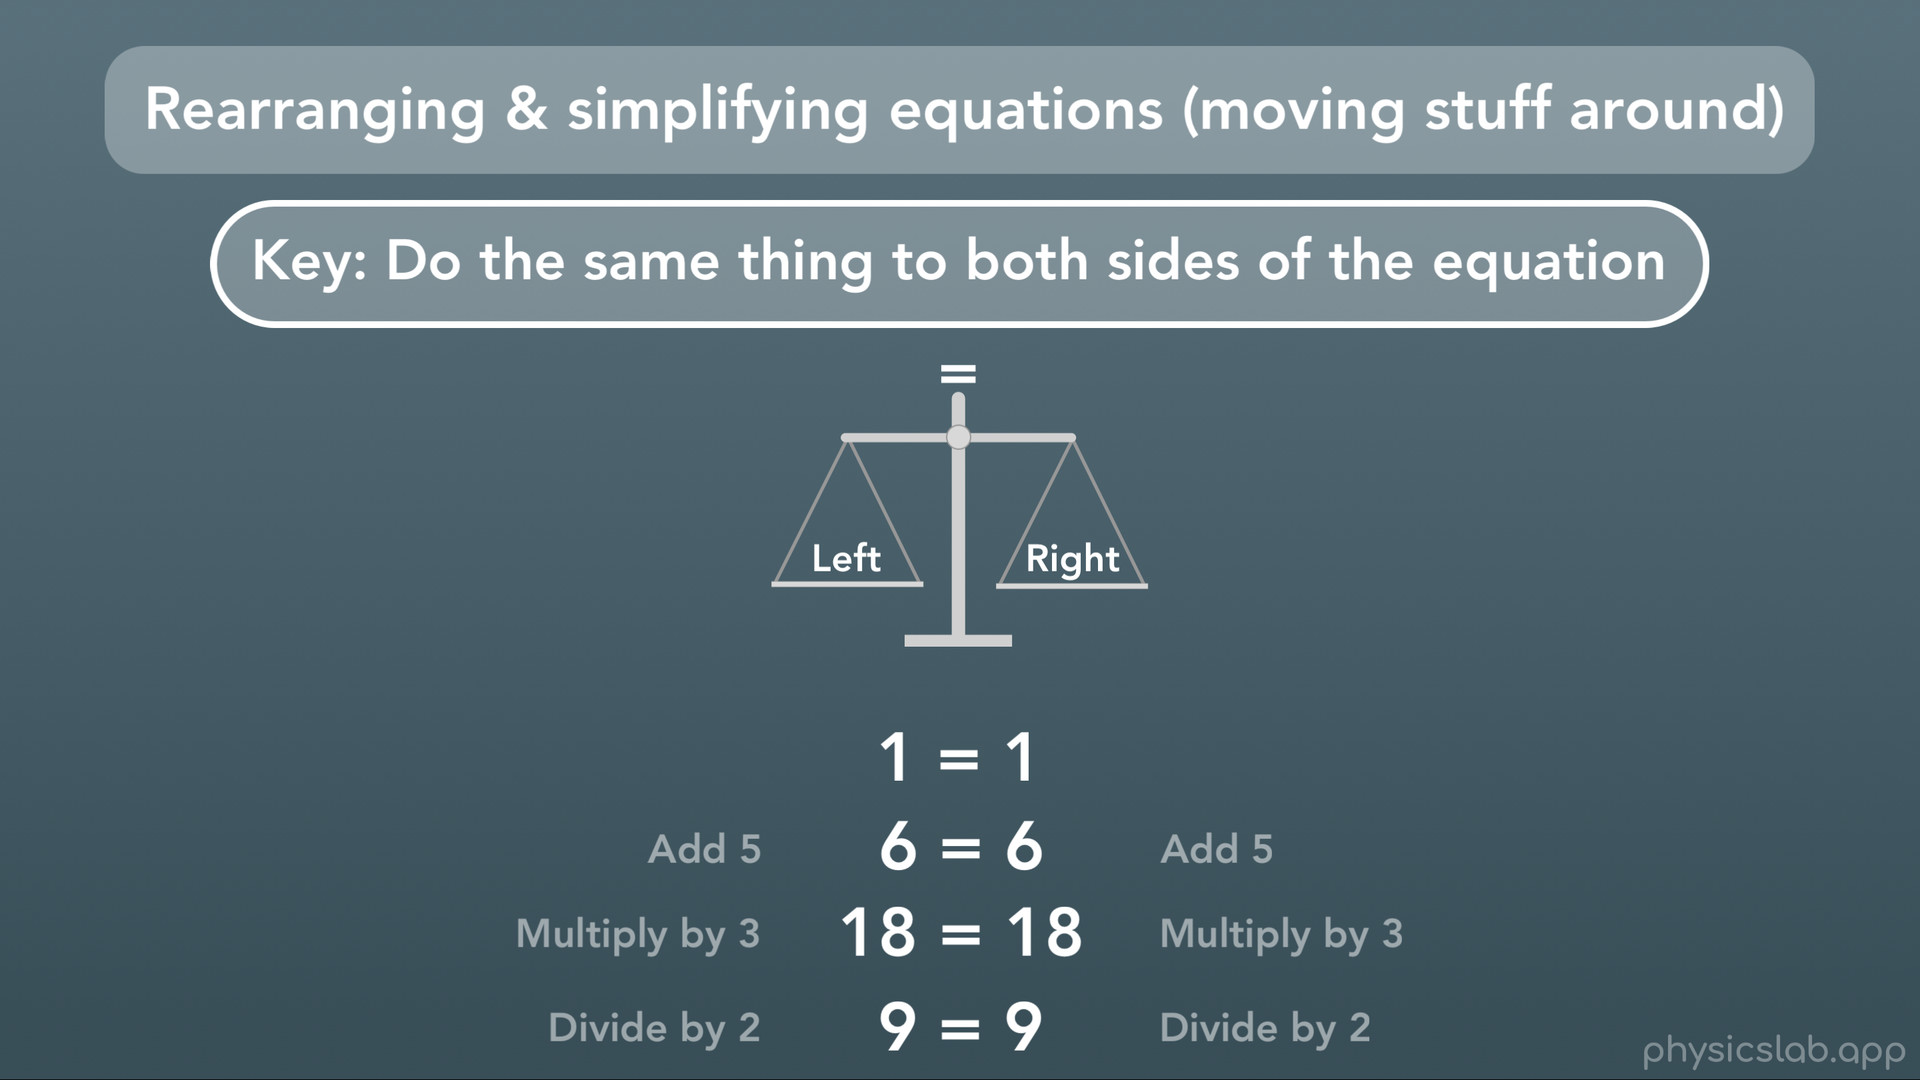 Rearranging & simplifying equations (moving stuff around)
Key: Do the same thing to both sides of the equation
=
Left Right
1 = 1
Add 5 6 = 6 Add 5
Multiply by 3 18 = 18 Multiply by 3
Divide by 2 9 = 9 Divide by 2
physicslab.app